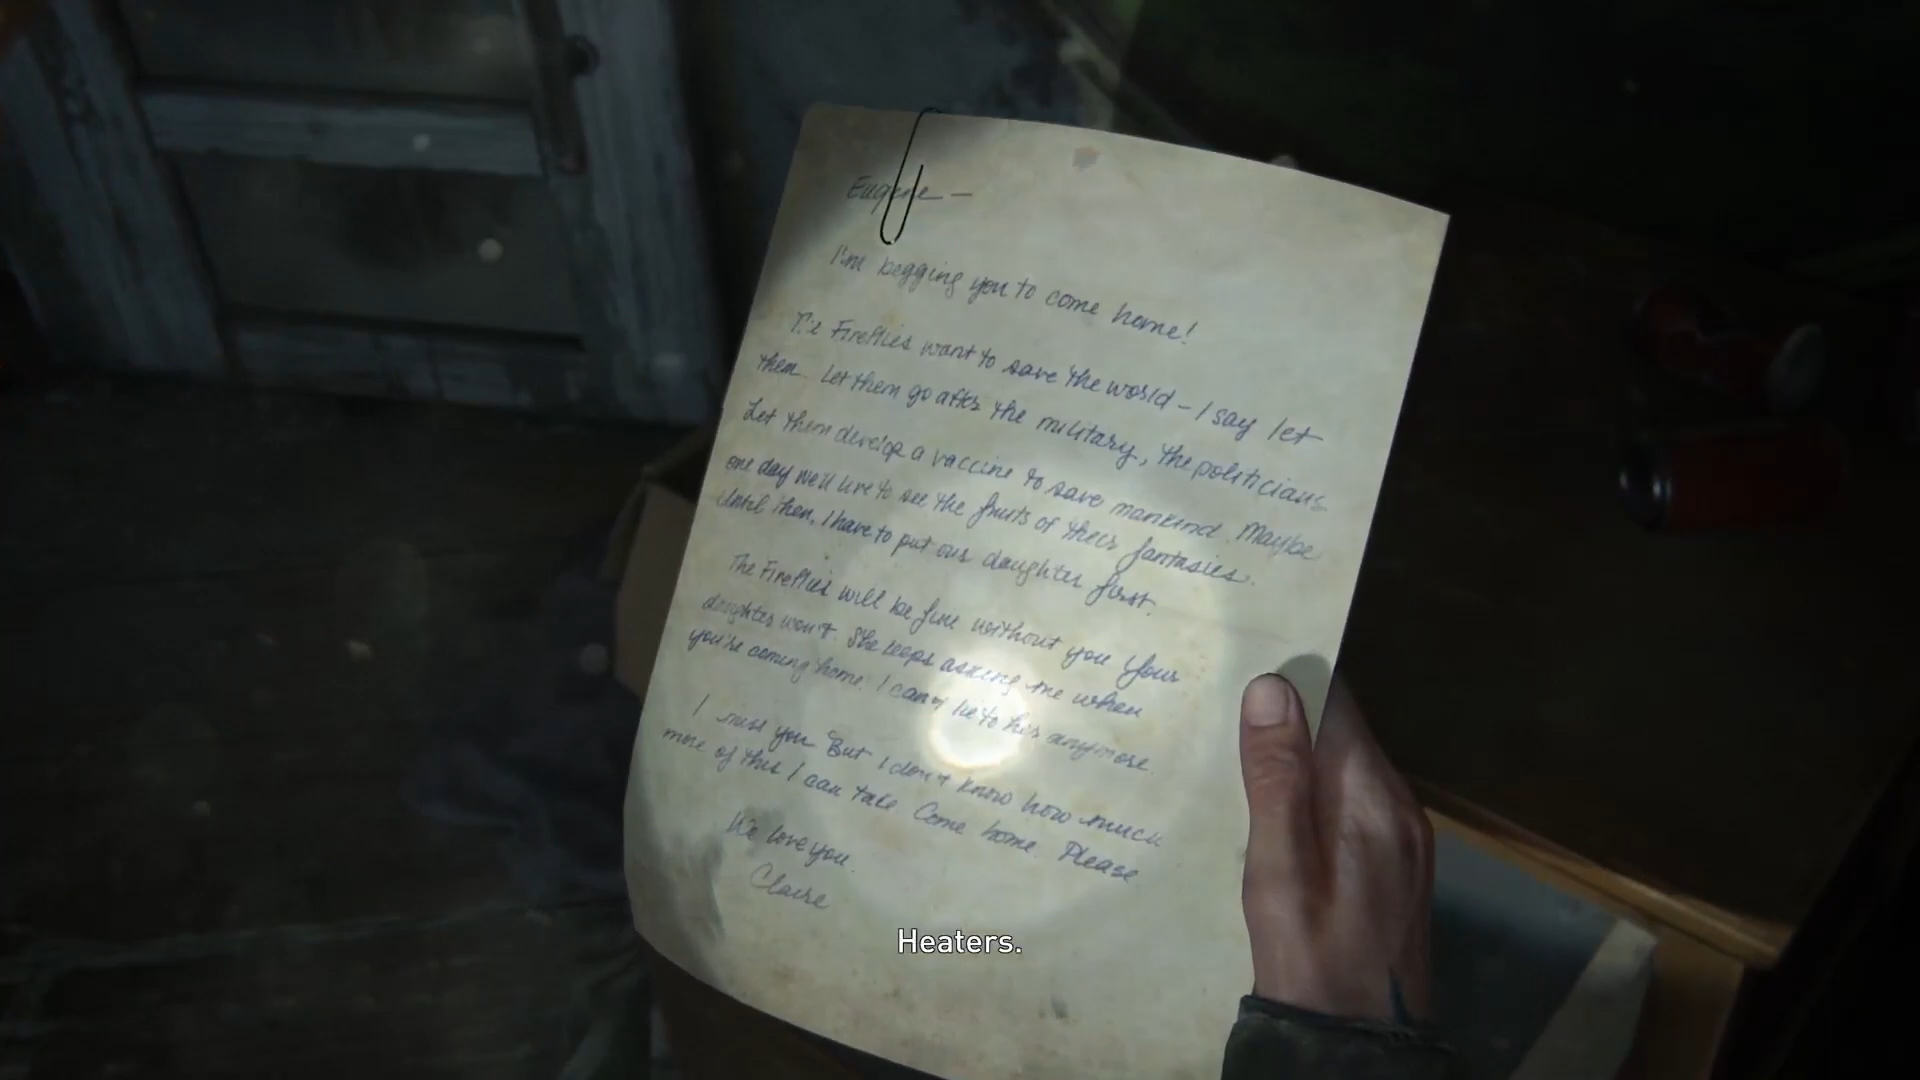 Eugene —
I'm begging you to come home!
The Fireflies want to save the world – I say let
them. Let them go after the military, the politicians.
Let them develop a vaccine to save mankind. Maybe
one day we'll live to see the fruits of their fantasies.
Until then, I have to put our daughter first.
The Fireflies will be fine without you. Your
daughter won't. She keeps asking me when
you're coming home. I can't lie to her anymore.
I miss you. But I don't know how much
more of this I can take. Come home. Please
We love you.
Claire
Heaters.